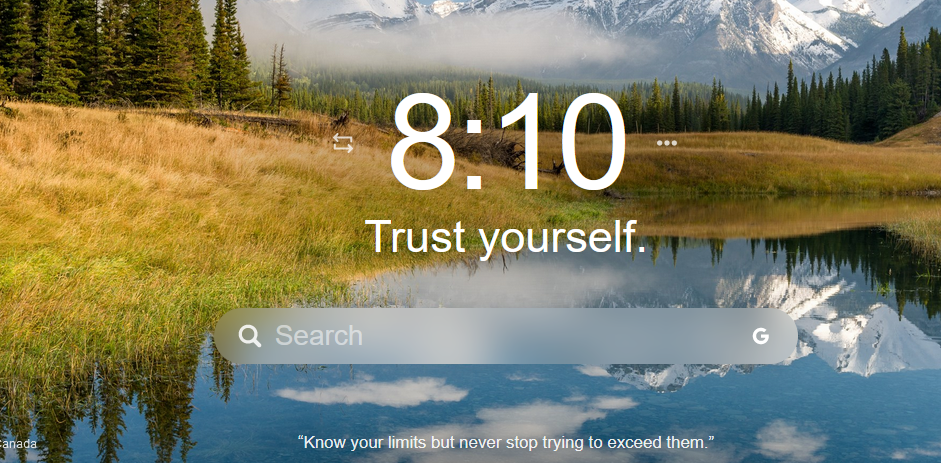 8:10
Trust yourself.
Search
G
“Know your limits but never stop trying to exceed them.”
Canada